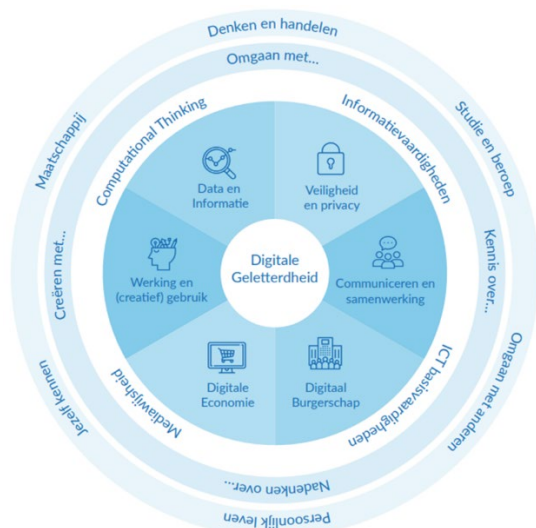 Denken en handelen
Omgaan met...
Maatschappij
Studie en beroep
Computational Thinking
Informatievaardigheden
Data en
Informatie
Veiligheid
en privacy
Creëren met...
Kennis over...
Werking en
(creatief) gebruik
Digitale
Geletterdheid
Communiceren en
samenwerking
Digitale
Economie
Digitaal
Burgerschap
Mediawijsheid
ICT basisvaardigheden
Jezelf kennen
Omgaan met anderen
Nadenken over...
Persoonlijk leven